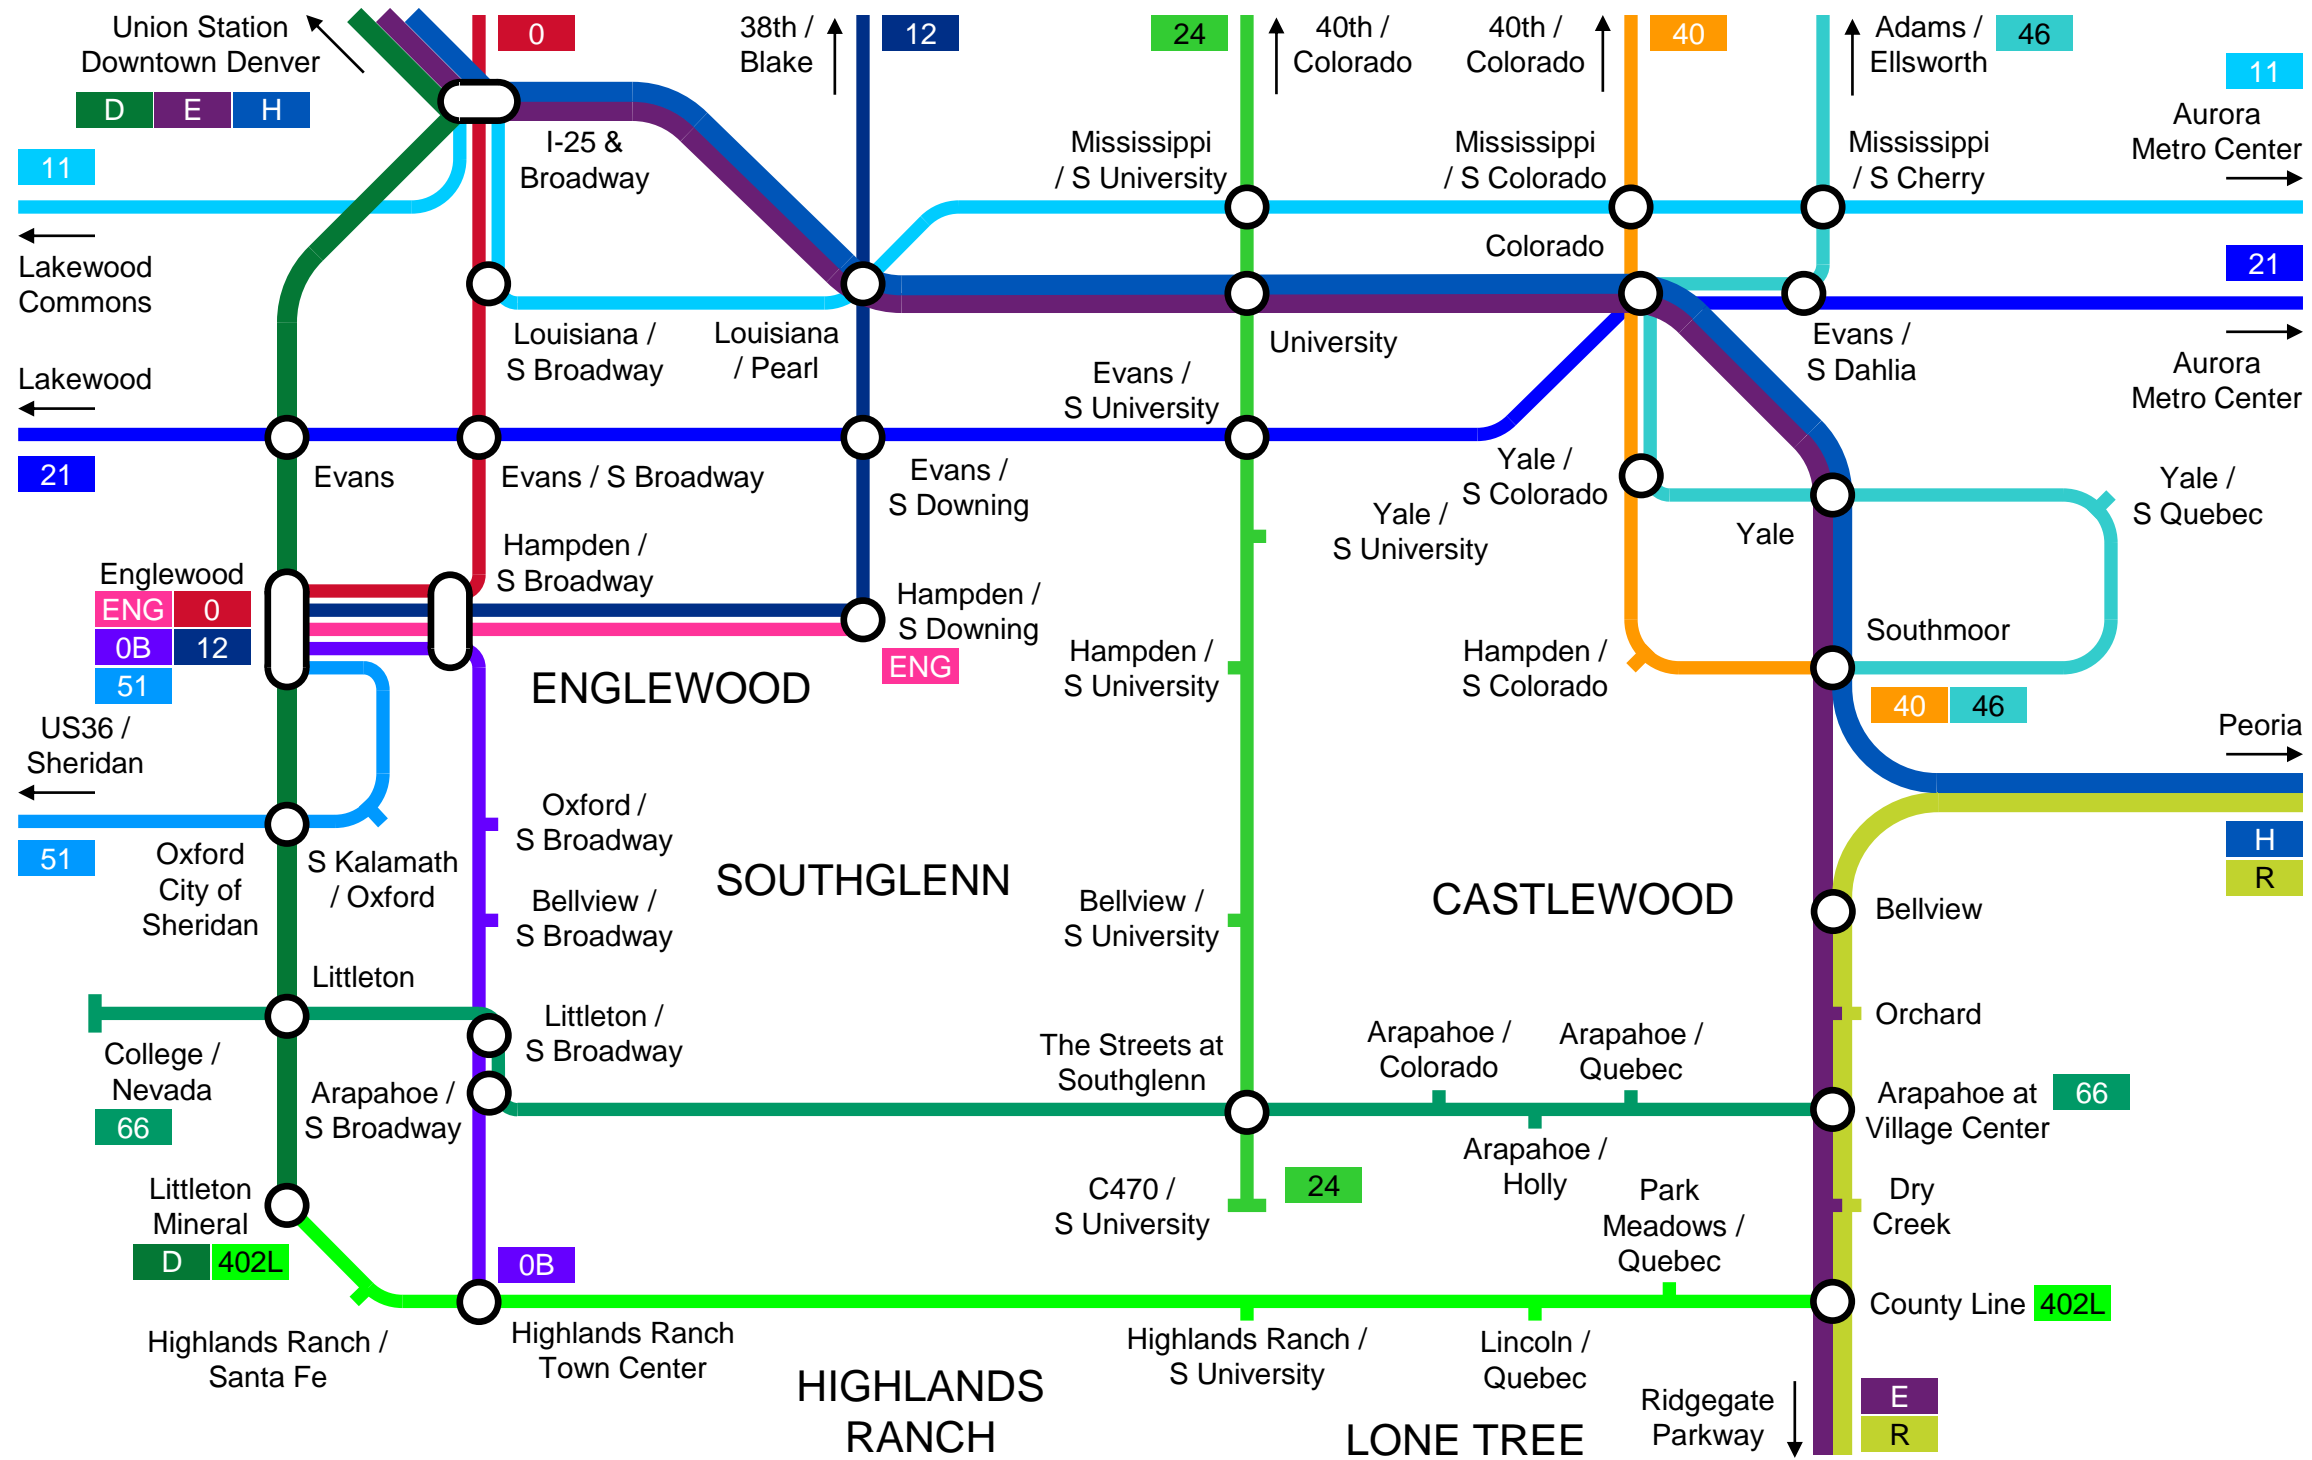 Union Station
Downtown Denver
D E H
0
38th /
Blake
12
24
40th /
Colorado
40th /
Colorado
40
Adams /
Ellsworth
46
11
Aurora
Metro Center
11
Lakewood
Commons
I-25 &
Broadway
Mississippi
/ S University
Mississippi
/ S Colorado
Mississippi
/ S Cherry
Colorado
21
Aurora
Metro Center
Louisiana /
S Broadway
Louisiana
/ Pearl
University
Evans /
S Dahlia
Lakewood
21
Evans
Evans / S Broadway
Evans /
S Downing
Evans /
S University
Yale /
S University
Yale /
S Colorado
Yale
Yale /
S Quebec
Englewood
ENG 0
0B 12
51
Hampden /
S Broadway
Hampden /
S Downing
ENG
ENGLEWOOD
Hampden /
S University
Hampden /
S Colorado
Southmoor
40 46
US36 /
Sheridan
51
Peoria
H
R
Oxford
City of
Sheridan
S Kalamath
/ Oxford
Oxford /
S Broadway
SOUTHGLENN
Bellview /
S Broadway
Bellview /
S University
CASTLEWOOD
Bellview
Littleton
College /
Nevada
66
Littleton /
S Broadway
Arapahoe /
S Broadway
The Streets at
Southglenn
Arapahoe /
Colorado
Arapahoe /
Quebec
Arapahoe /
Holly
Orchard
Arapahoe at
Village Center
66
Littleton
Mineral
D 402L
0B
C470 /
S University
24
Park
Meadows /
Quebec
Dry
Creek
County Line 402L
Highlands Ranch /
Santa Fe
Highlands Ranch
Town Center
HIGHLANDS
RANCH
Highlands Ranch /
S University
Lincoln /
Quebec
LONE TREE
Ridgegate
Parkway
E
R